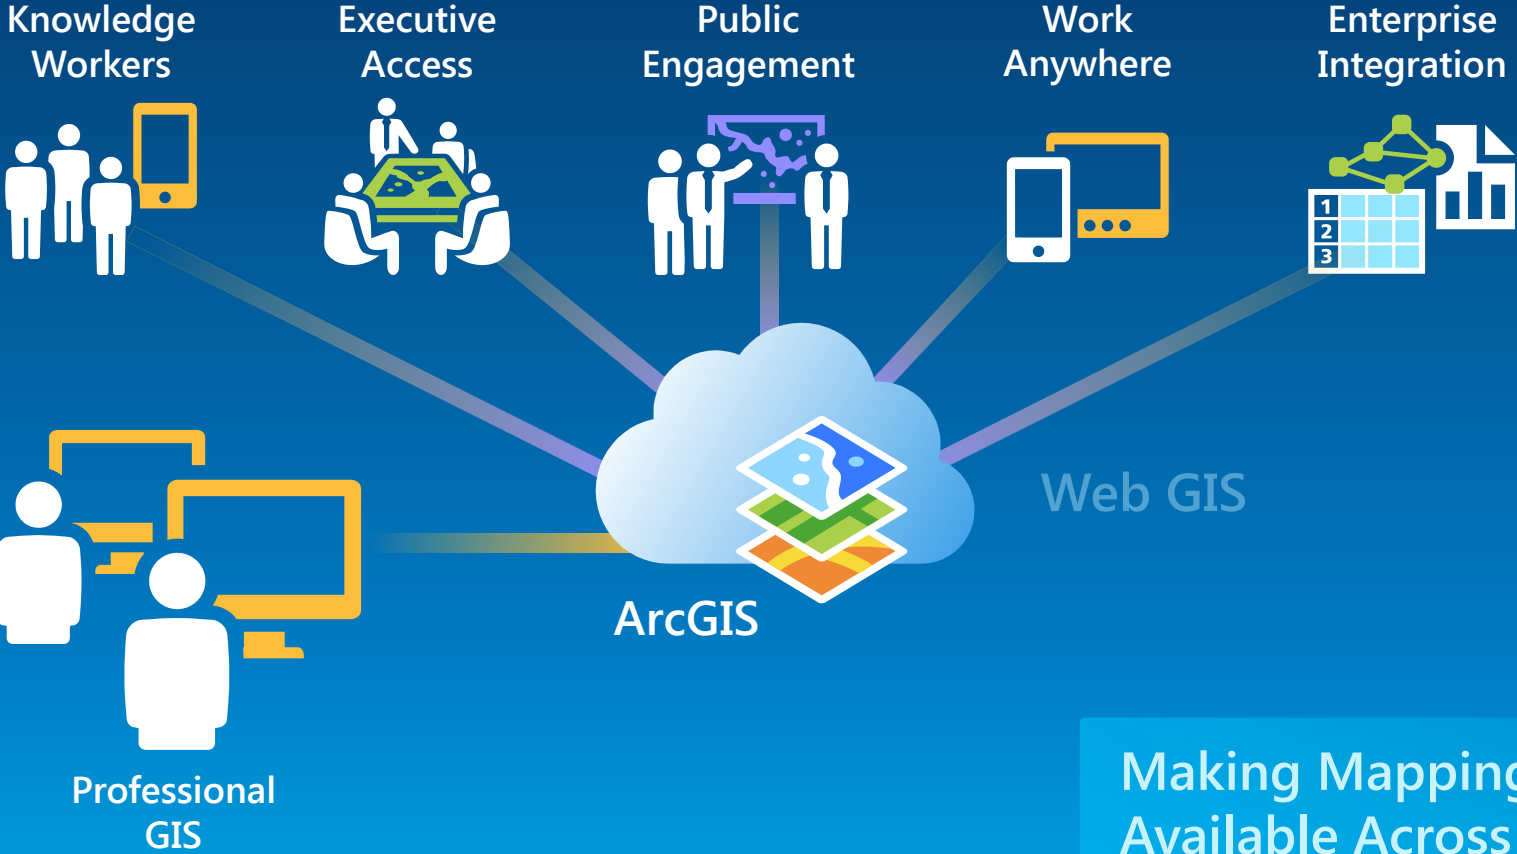 Knowledge
Workers
Executive
Access
Public
Engagement
Work
Anywhere
Enterprise
Integration
1
2
3
Web GIS
ArcGIS
Professional
GIS
Making Mapping
Available Across